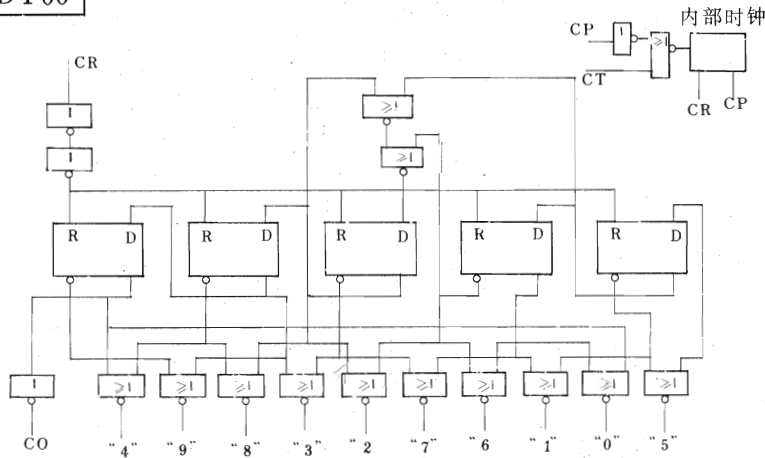 内部时钟
CP 1 ≥1
CT
CR CP
CR
1
1
≥1
≥1
R D R D R D R D R D
1 ≥1 ≥1 ≥1 ≥1 ≥1 ≥1 ≥1 ≥1 ≥1 ≥1
CO "4" "9" "8" "3" "2 "7" "6 "1" "0" "5"